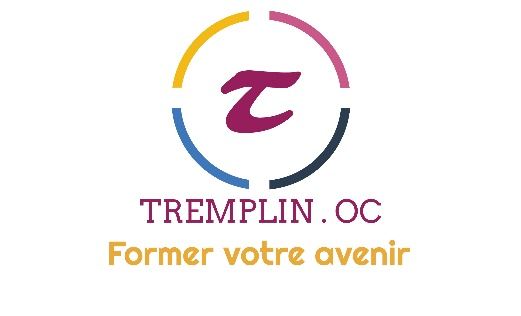 τ
TREMPLIN . OC
Former votre avenir